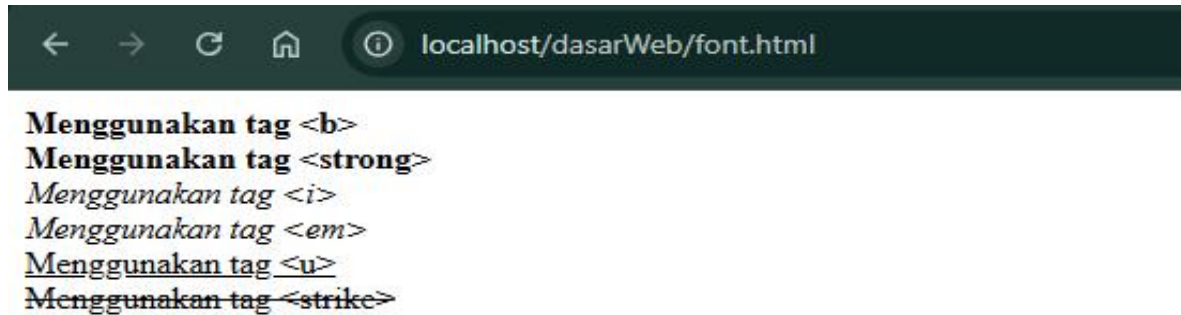 localhost/dasarWeb/font.html
Menggunakan tag <b>
Menggunakan tag <strong>
Menggunakan tag <i>
Menggunakan tag <em>
Menggunakan tag <u>
Menggunakan tag <strike>